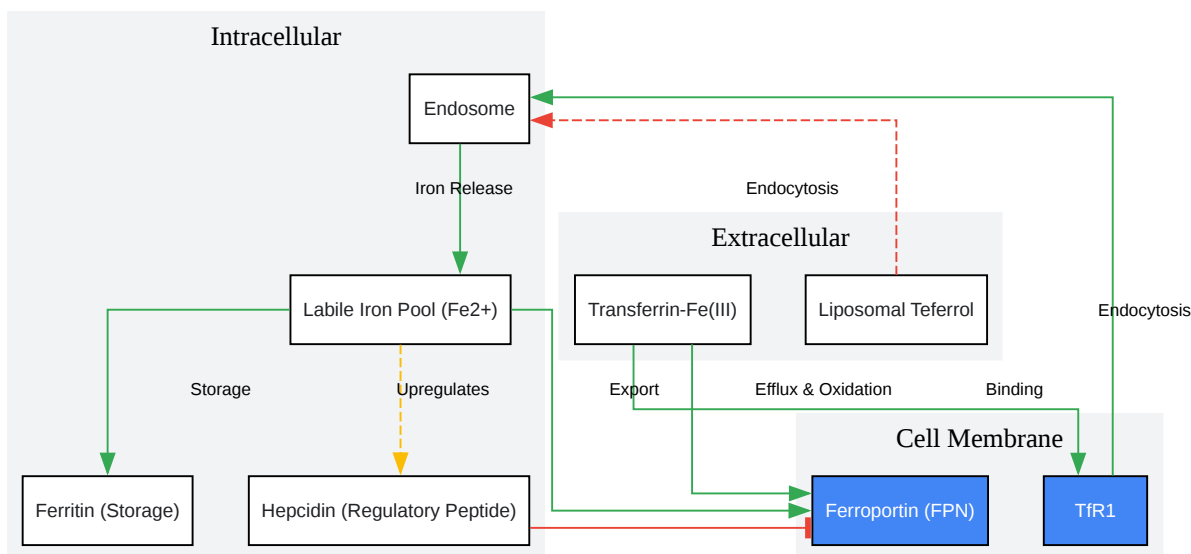 Intracellular
Endosome
Iron Release
Endocytosis
Extracellular
Labile Iron Pool (Fe2+)
Transferrin-Fe(III)
Liposomal Teferrol
Endocytosis
Storage
Upregulates
Export
Efflux & Oxidation
Binding
Cell Membrane
Ferritin (Storage)
Hepcidin (Regulatory Peptide)
Ferroportin (FPN)
TfR1